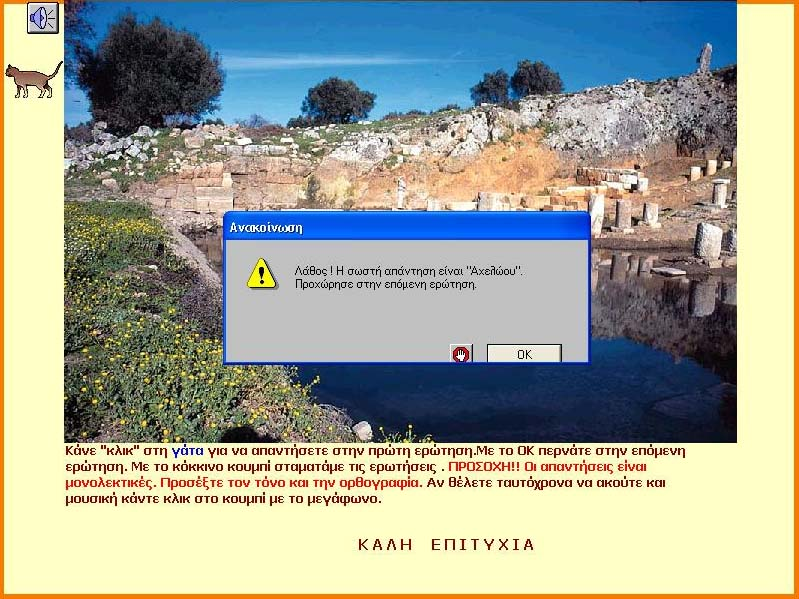 Ανακοίνωση
Λάθος ! Η σωστή απάντηση είναι "Αχελώου".
Προχώρησε στην επόμενη ερώτηση.
OK
Κάνε "κλικ" στη γάτα για να απαντήσετε στην πρώτη ερώτηση.Με το ΟΚ περνάτε στην επόμενη
ερώτηση. Με το κόκκινο κουμπί σταματάμε τις ερωτήσεις . ΠΡΟΣΟΧΗ!! Οι απαντήσεις είναι
μονολεκτικές. Προσέξτε τον τόνο και την ορθογραφία. Αν θέλετε ταυτόχρονα να ακούτε και
μουσική κάντε κλικ στο κουμπί με το μεγάφωνο.
ΚΑΛΗ ΕΠΙΤΥΧΙΑ